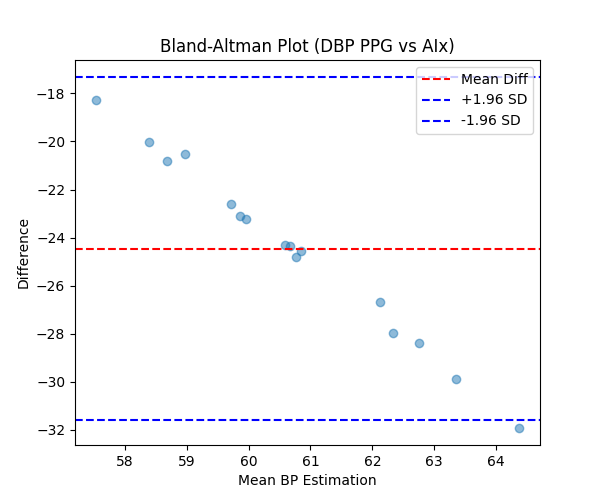 Bland-Altman Plot (DBP PPG vs AIx)
Mean Diff
+1.96 SD
-1.96 SD
−18
−20
−22
−24
−26
−28
−30
−32
Difference
58 59 60 61 62 63 64
Mean BP Estimation